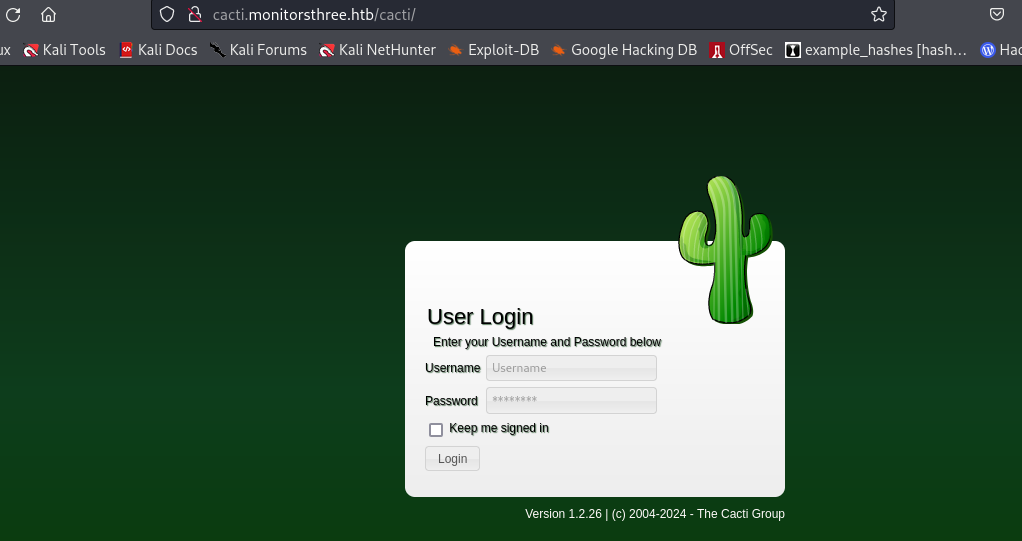 cacti.monitorsthree.htb/cacti/
ux Kali Tools Kali Docs Kali Forums Kali NetHunter Exploit-DB Google Hacking DB OffSec example_hashes [hash… Hac
User Login
Enter your Username and Password below
Username Username
Password ********
Keep me signed in
Login
Version 1.2.26 | (c) 2004-2024 - The Cacti Group